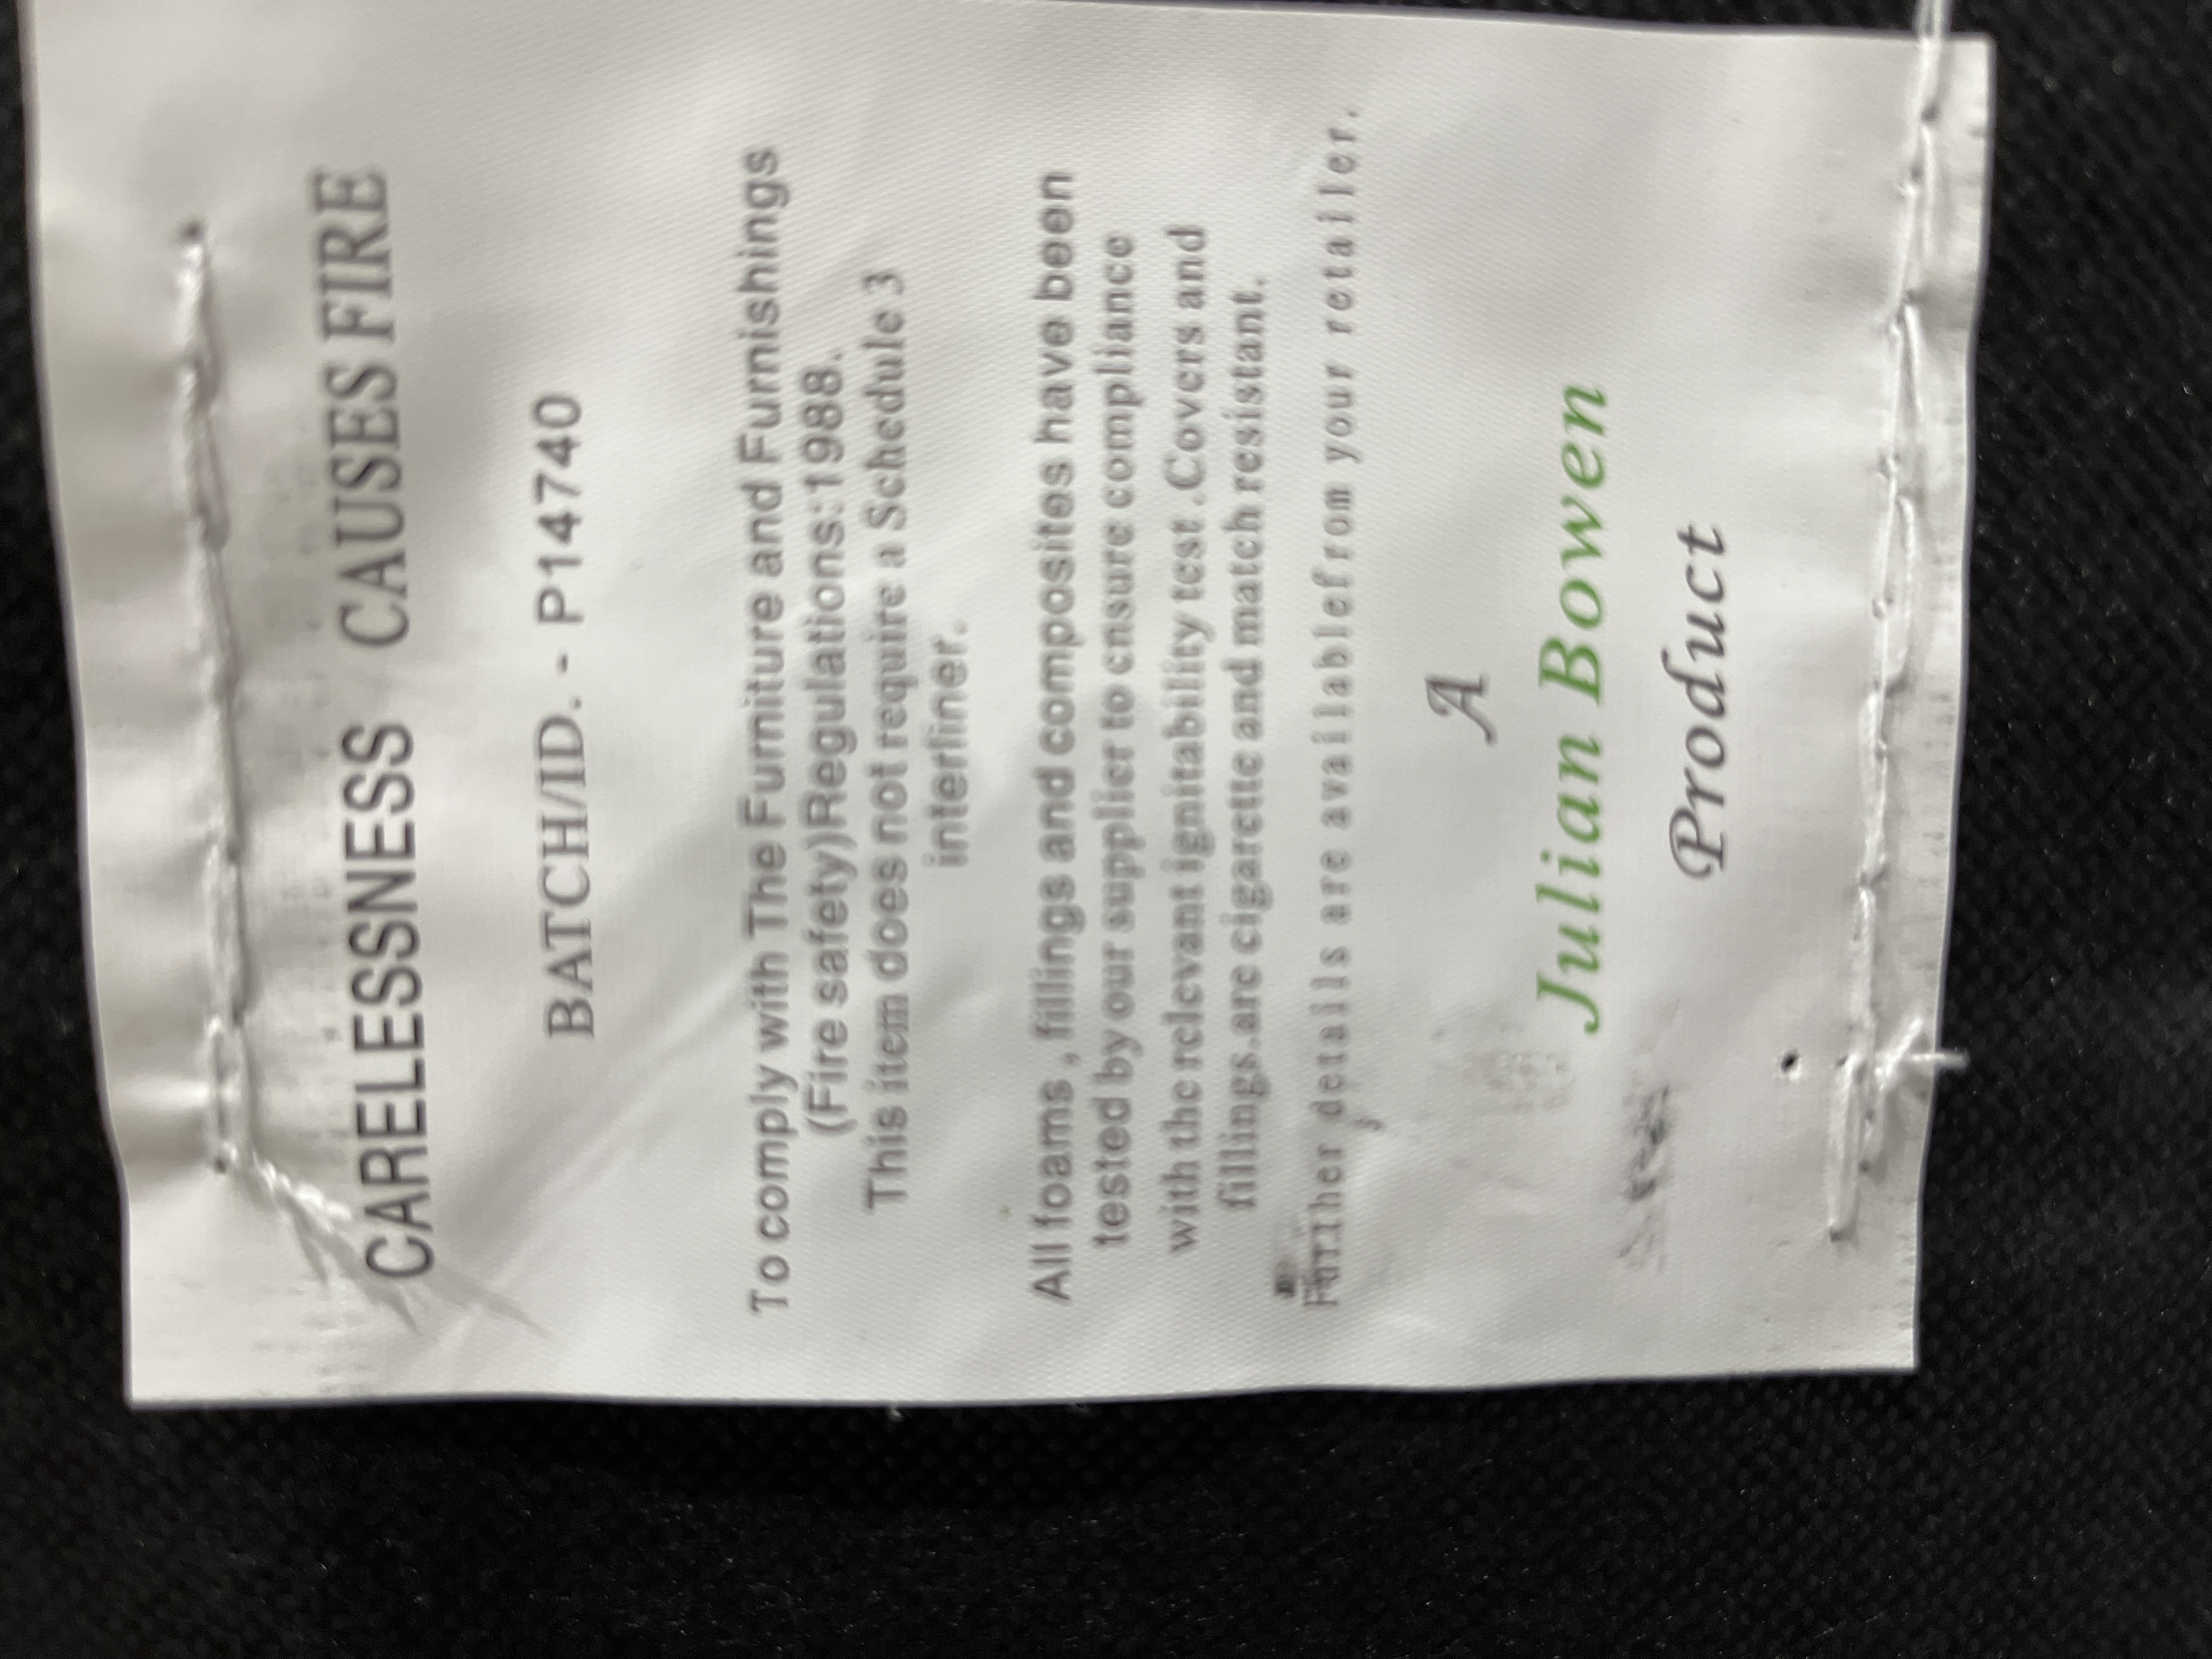 CARELESSNESS CAUSES FIRE
BATCH/ID. - P14740
To comply with The Furniture and Furnishings
(Fire safety)Regulations:1988.
This item does not require a Schedule 3
interliner.
All foams , fillings and composites have been
tested by our supplier to ensure compliance
with the relevant ignitability test .Covers and
fillings.are cigarette and match resistant.
Further details are availablefrom your retailer.
A
Julian Bowen
Product